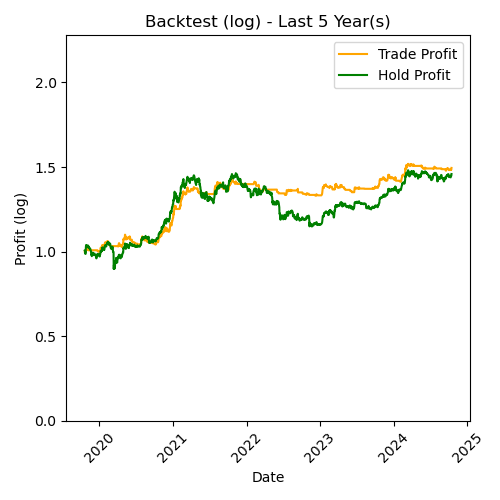 Backtest (log) - Last 5 Year(s)
Trade Profit
Hold Profit
Profit (log)
2.0
1.5
1.0
0.5
0.0
2020
2021
2022
2023
2024
2025
Date